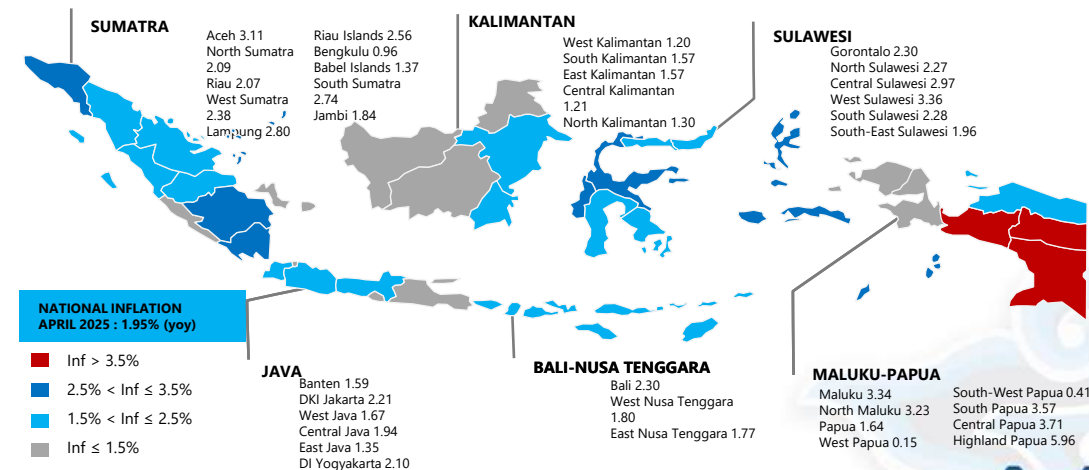 SUMATRA
Aceh 3.11
North Sumatra
2.09
Riau 2.07
West Sumatra
2.38
Lampung 2.80
Riau Islands 2.56
Bengkulu 0.96
Babel Islands 1.37
South Sumatra
2.74
Jambi 1.84
KALIMANTAN
West Kalimantan 1.20
South Kalimantan 1.57
East Kalimantan 1.57
Central Kalimantan
1.21
North Kalimantan 1.30
SULAWESI
Gorontalo 2.30
North Sulawesi 2.27
Central Sulawesi 2.97
West Sulawesi 3.36
South Sulawesi 2.28
South-East Sulawesi 1.96
NATIONAL INFLATION
APRIL 2025 : 1.95% (yoy)
Inf > 3.5%
2.5% < Inf ≤ 3.5%
1.5% < Inf ≤ 2.5%
Inf ≤ 1.5%
JAVA
Banten 1.59
DKI Jakarta 2.21
West Java 1.67
Central Java 1.94
East Java 1.35
DI Yogyakarta 2.10
BALI-NUSA TENGGARA
Bali 2.30
West Nusa Tenggara
1.80
East Nusa Tenggara 1.77
MALUKU-PAPUA
Maluku 3.34
North Maluku 3.23
Papua 1.64
West Papua 0.15
South-West Papua 0.41
South Papua 3.57
Central Papua 3.71
Highland Papua 5.96